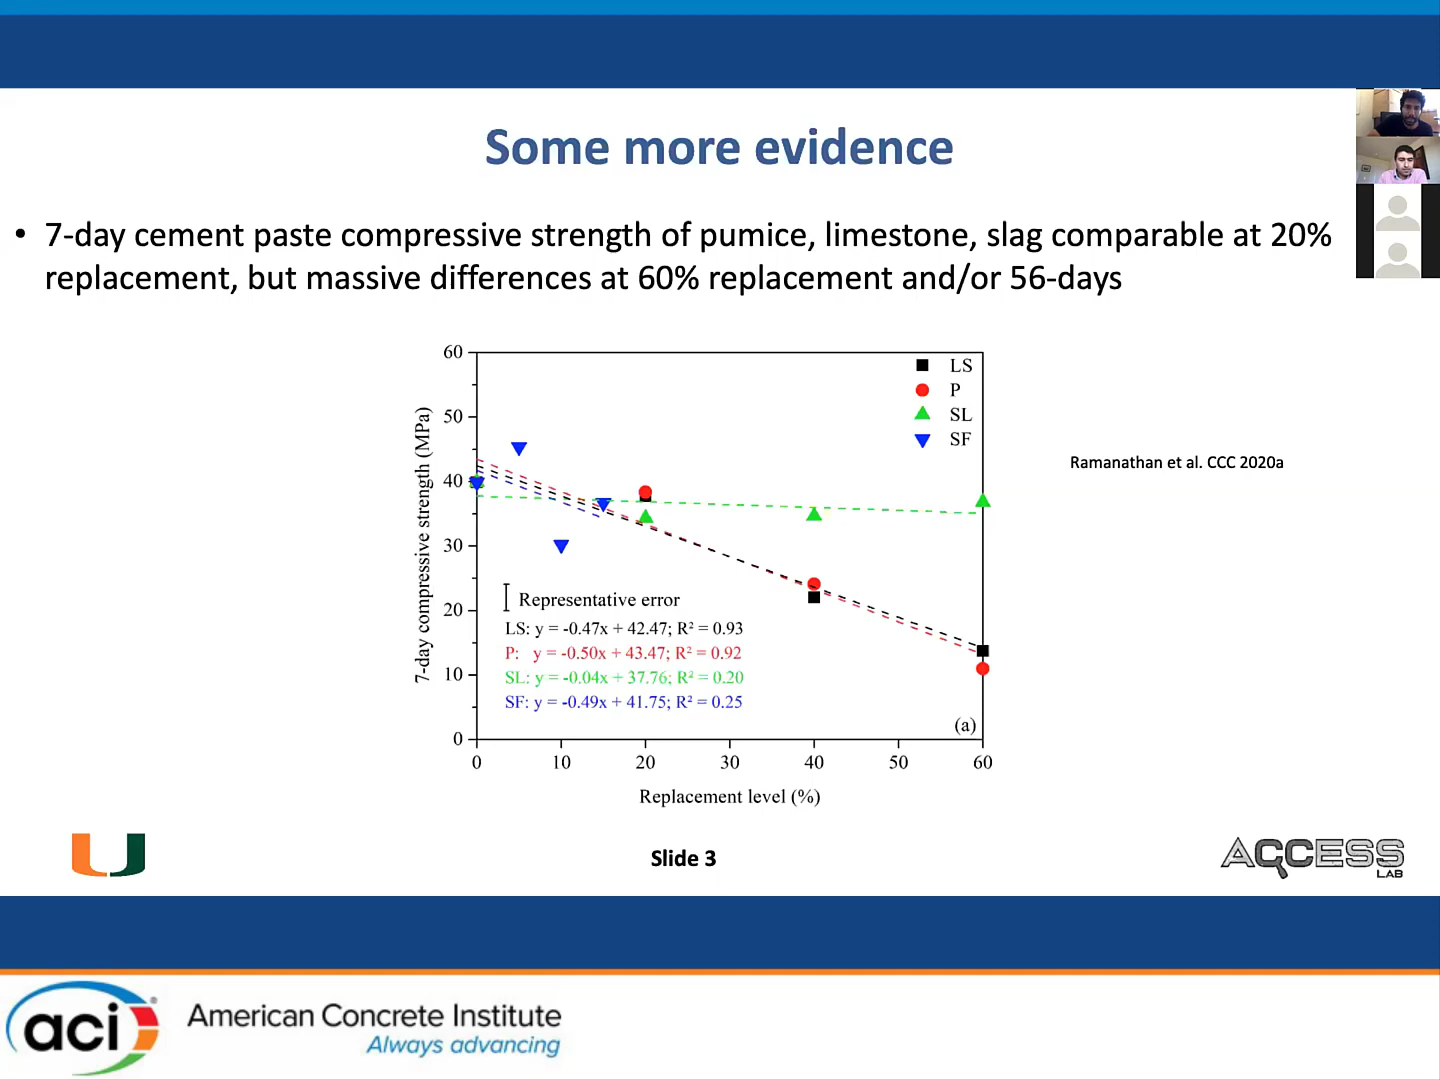 Some more evidence
• 7-day cement paste compressive strength of pumice, limestone, slag comparable at 20%
replacement, but massive differences at 60% replacement and/or 56-days
60
50
40
30
20
10
0
7-day compressive strength (MPa)
LS
P
SL
SF
Representative error
LS: y = -0.47x + 42.47; R² = 0.93
P: y = -0.50x + 43.47; R² = 0.92
SL: y = -0.04x + 37.76; R² = 0.20
SF: y = -0.49x + 41.75; R² = 0.25
(a)
0 10 20 30 40 50 60
Replacement level (%)
Ramanathan et al. CCC 2020a
Slide 3
ACCESS
LAB
aci
American Concrete Institute
Always advancing